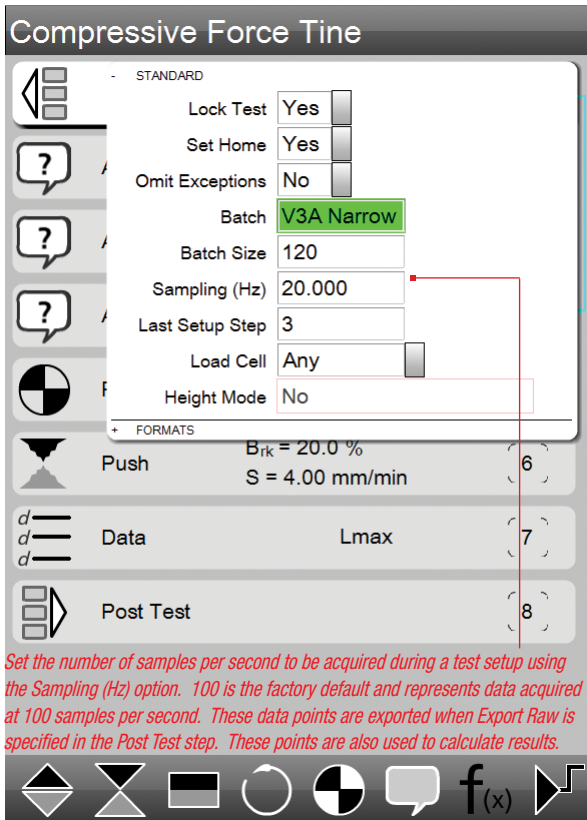 Compressive Force Tine
- STANDARD
Lock Test Yes
Set Home Yes
Omit Exceptions No
Batch V3A Narrow
Batch Size 120
Sampling (Hz) 20.000
Last Setup Step 3
Load Cell Any
Height Mode No
+ FORMATS
?
?
?
Push
Brk = 20.0 %
S = 4.00 mm/min
6
d
d
d
Data Lmax 7
Post Test 8
Set the number of samples per second to be acquired during a test setup using
the Sampling (Hz) option. 100 is the factory default and represents data acquired
at 100 samples per second. These data points are exported when Export Raw is
specified in the Post Test step. These points are also used to calculate results.
f(x)